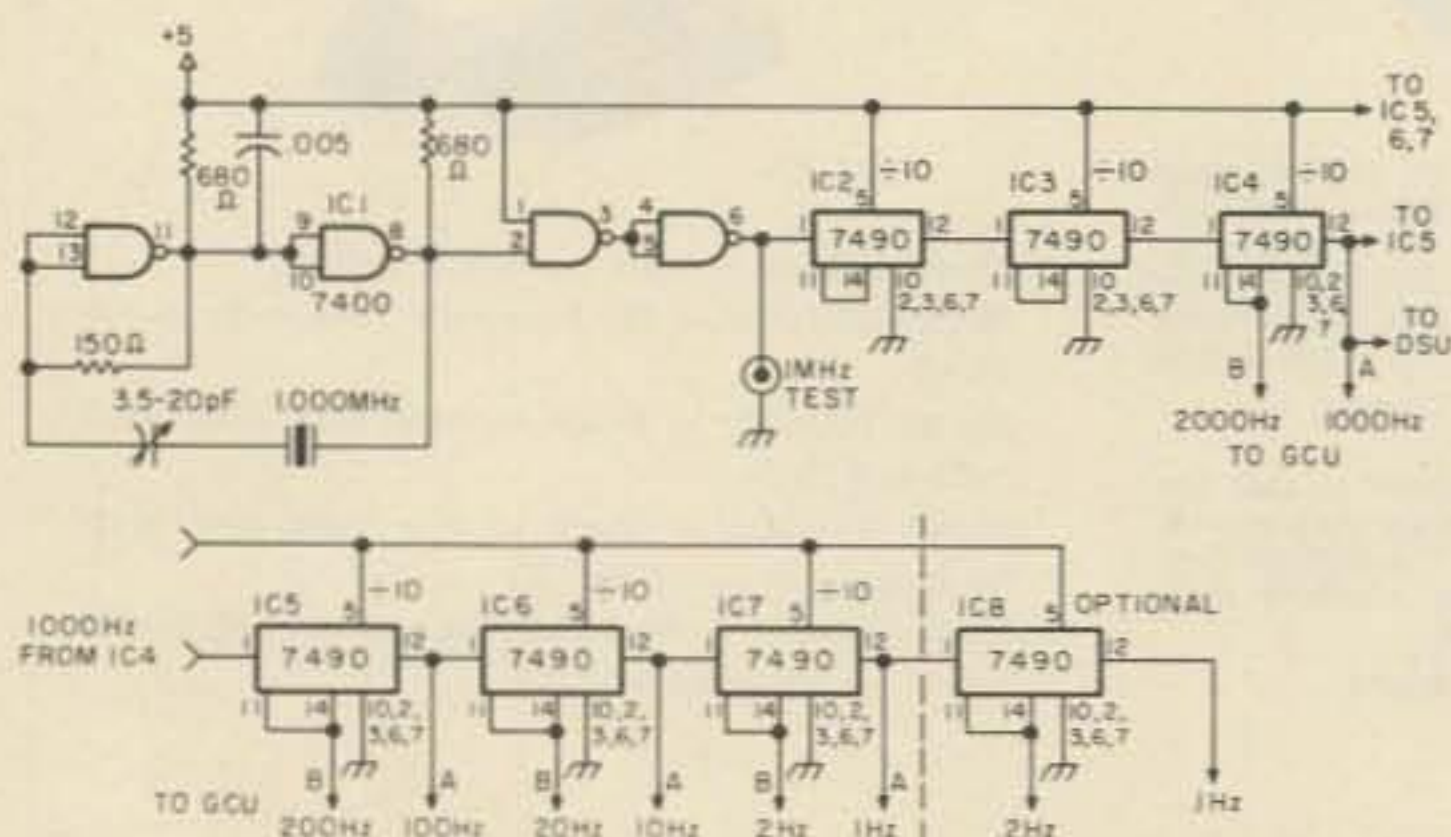 +5
TO
IC5,
6,7
680
Ω
005
680
Ω
IC1
7400
12
13
11
9
10
8
1
2
3
4
5
6
IC2 5 ÷10
1 7490 12
11 14 10
2,3,6,7
IC3 5 ÷10
1 7490 12
11 14 10
2,3,6,7
IC4 5 ÷10
1 7490 12
11 14 10,2
3,6,
7
TO
IC5
TO
DSU
150Ω
3.5-20pF
1.000MHz
1MHz
TEST
B
A
2000Hz 1000Hz
TO GCU
1000Hz
FROM IC4
IC5 5 ÷10
1 7490 12
11 14 10,2,
3,6,7
IC6 5 ÷10
1 7490 12
11 14 10,2,
3,6,7
IC7 5 ÷10
1 7490 12
11 14 10,2,
3,6,7
IC8 5 OPTIONAL
1 7490 12
11 14 10,2,
3,6,7
TO GCU
B A B A B A
200Hz 100Hz 20Hz 10Hz 2Hz 1Hz